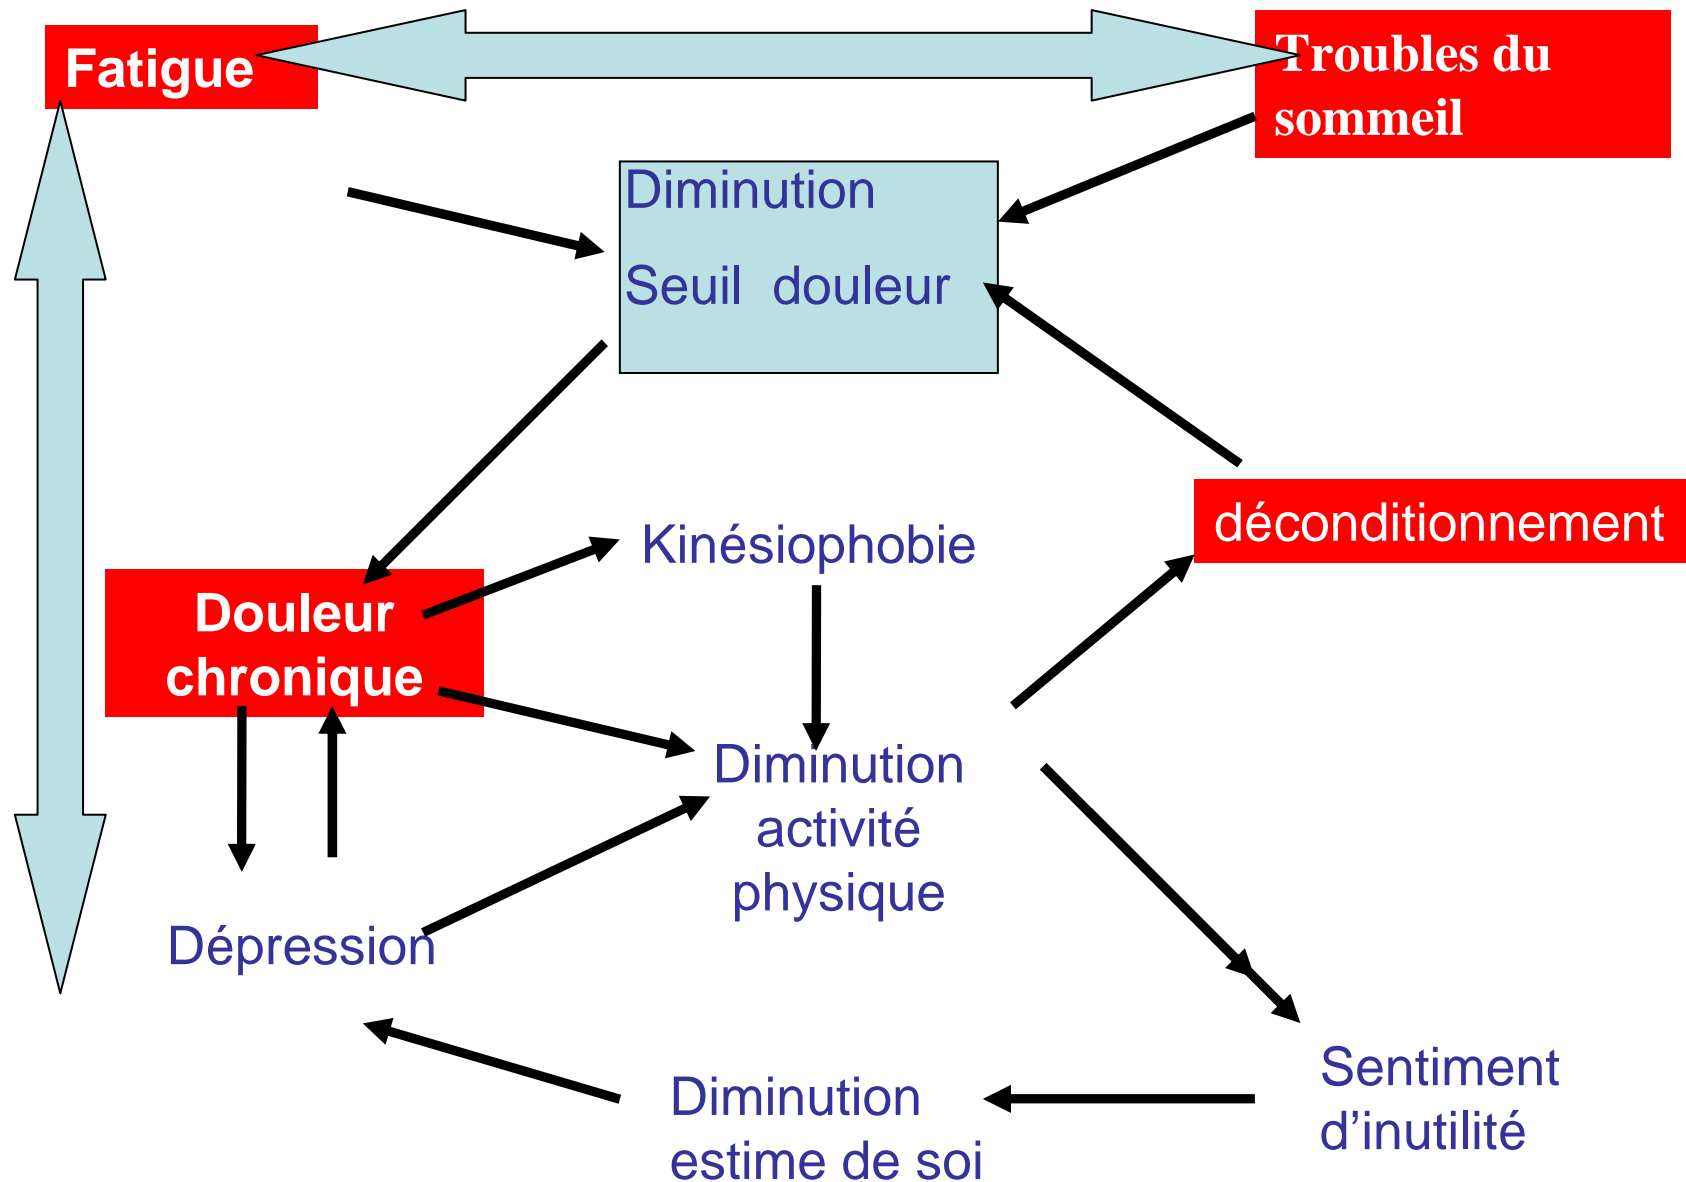 Fatigue
Troubles du
sommeil
Diminution
Seuil douleur
Kinésiophobie
déconditionnement
Douleur
chronique
Diminution
activité
physique
Dépression
Sentiment
d’inutilité
Diminution
estime de soi